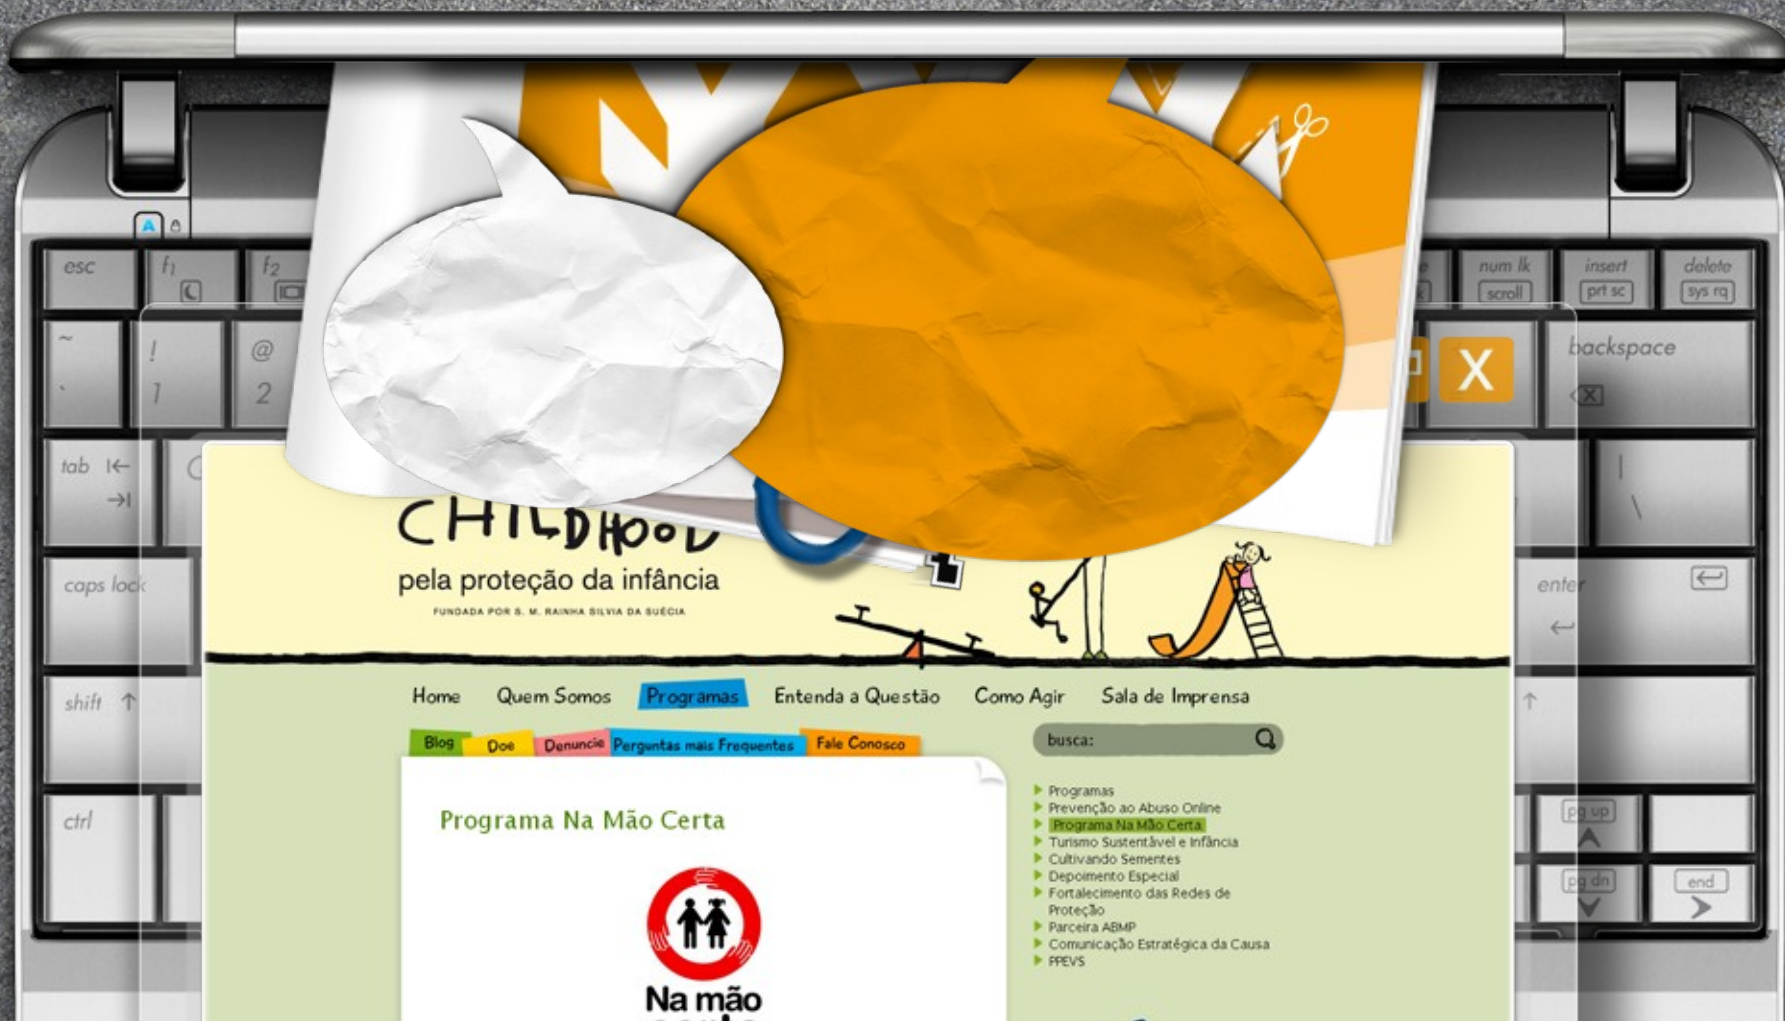 A
esc
f1
f2
num lk
scroll
insert
prt sc
delete
sys rq
~
`
!
1
@
2
X
backspace
tab
|
\
caps lock
enter
shift
ctrl
pg up
pg dn
end
CHILDHOOD
pela proteção da infância
FUNDADA POR S. M. RAINHA SILVIA DA SUÉCIA
Home Quem Somos Programas Entenda a Questão Como Agir Sala de Imprensa
Blog Doe Denuncie Perguntas mais Frequentes Fale Conosco
busca:
Programa Na Mão Certa
Na mão
Programas
Prevenção ao Abuso Online
Programa Na Mão Certa
Turismo Sustentável e Infância
Cultivando Sementes
Depoimento Especial
Fortalecimento das Redes de
Proteção
Parceira ABMP
Comunicação Estratégica da Causa
PPEVS